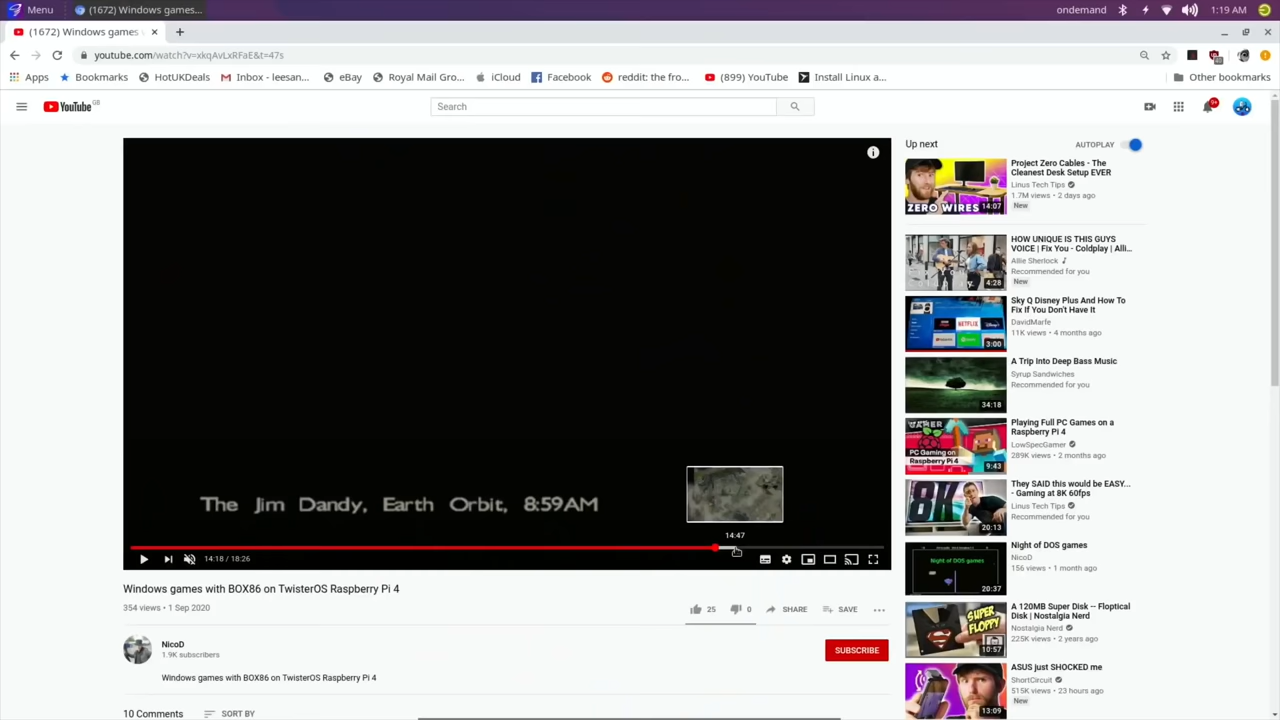 Menu
(1672) Windows games...
ondemand
1:19 AM
(1672) Windows games
youtube.com/watch?v=xkqAvLxRFaE&t=47s
Apps
Bookmarks
HotUKDeals
Inbox - leesan...
eBay
Royal Mail Gro...
iCloud
Facebook
reddit: the fro...
(899) YouTube
Install Linux a...
Other bookmarks
YouTube GB
Search
9+
Up next
AUTOPLAY
Project Zero Cables - The
Cleanest Desk Setup EVER
Linus Tech Tips
1.7M views • 2 days ago
New
ZERO WIRES
14:07
HOW UNIQUE IS THIS GUYS
VOICE | Fix You - Coldplay | Alli...
Allie Sherlock
Recommended for you
New
4:28
Sky Q Disney Plus And How To
Fix If You Don't Have It
DavidMarfe
11K views • 4 months ago
NETFLIX
3:00
A Trip Into Deep Bass Music
Syrup Sandwiches
Recommended for you
34:18
Playing Full PC Games on a
Raspberry Pi 4
LowSpecGamer
289K views • 2 months ago
PC Gaming on
Raspberry Pi 4
9:43
They SAID this would be EASY...
- Gaming at 8K 60fps
Linus Tech Tips
Recommended for you
8K
20:13
Night of DOS games
NicoD
156 views • 1 month ago
Night of DOS games
20:37
A 120MB Super Disk -- Floptical
Disk | Nostalgia Nerd
Nostalgia Nerd
225K views • 2 years ago
SUPER
FLOPPY
10:57
ASUS just SHOCKED me
ShortCircuit
515K views • 23 hours ago
New
13:09
Earth Orbit, 8:59AM
The Jim
14:47
14:18 / 18:26
Windows games with BOX86 on TwisterOS Raspberry Pi 4
354 views • 1 Sep 2020
25
0
SHARE
SAVE
NicoD
1.9K subscribers
SUBSCRIBE
Windows games with BOX86 on TwisterOS Raspberry Pi 4
10 Comments
SORT BY